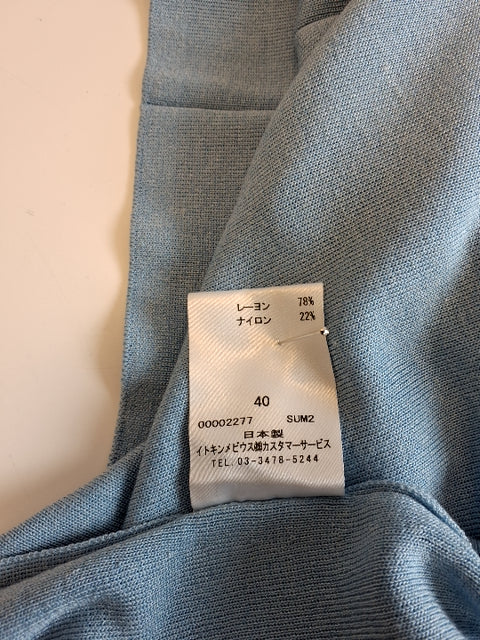 レーヨン 78%
ナイロン 22%
40
00002277 SUM2
日本製
イトキンメビウス㈱カスタマーサービス
TEL.03-3478-5244